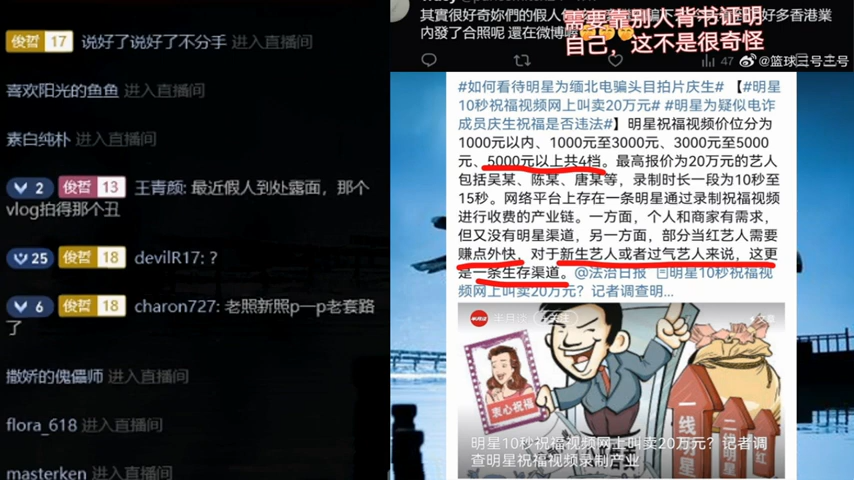 俊哲 17 说好了说好了不分手 进入直播间
喜欢阳光的鱼鱼 进入直播间
素白纯朴 进入直播间
2 俊哲 13 王青颜: 最近假人到处露面，那个
vlog拍得那个丑
25 俊哲 18 devilR17: ?
6 俊哲 18 charon727: 老照新照p一p老套路
了
撒娇的傀儡师 进入直播间
flora_618 进入直播间
masterken 进入直播间
其實很好奇妳們的假人
好多香港業
內發了合照呢 還在微博
需要靠别人背书证明
自己，这不是很奇怪
47
@篮球三号三号
#如何看待明星为缅北电骗头目拍片庆生# 【#明星
10秒祝福视频网上叫卖20万元# #明星为疑似电诈
成员庆生祝福是否违法#】明星祝福视频价位分为
1000元以内、1000元至3000元、3000元至5000
元、5000元以上共4档。最高报价为20万元的艺人
包括吴某、陈某、唐某等，录制时长一段为10秒至
15秒。网络平台上存在一条明星通过录制祝福视频
进行收费的产业链。一方面，个人和商家有需求，
但又没有明星渠道，另一方面，部分当红艺人需要
赚点外快，对于新生艺人或者过气艺人来说，这更
是一条生存渠道。@法治日报 明星10秒祝福视
频网上叫卖20万元？记者调查明...
半月谈
关注
衷心祝福
一线明星
二线明星
明星10秒祝福视频网上叫卖20万元？记者调
查明星祝福视频录制产业